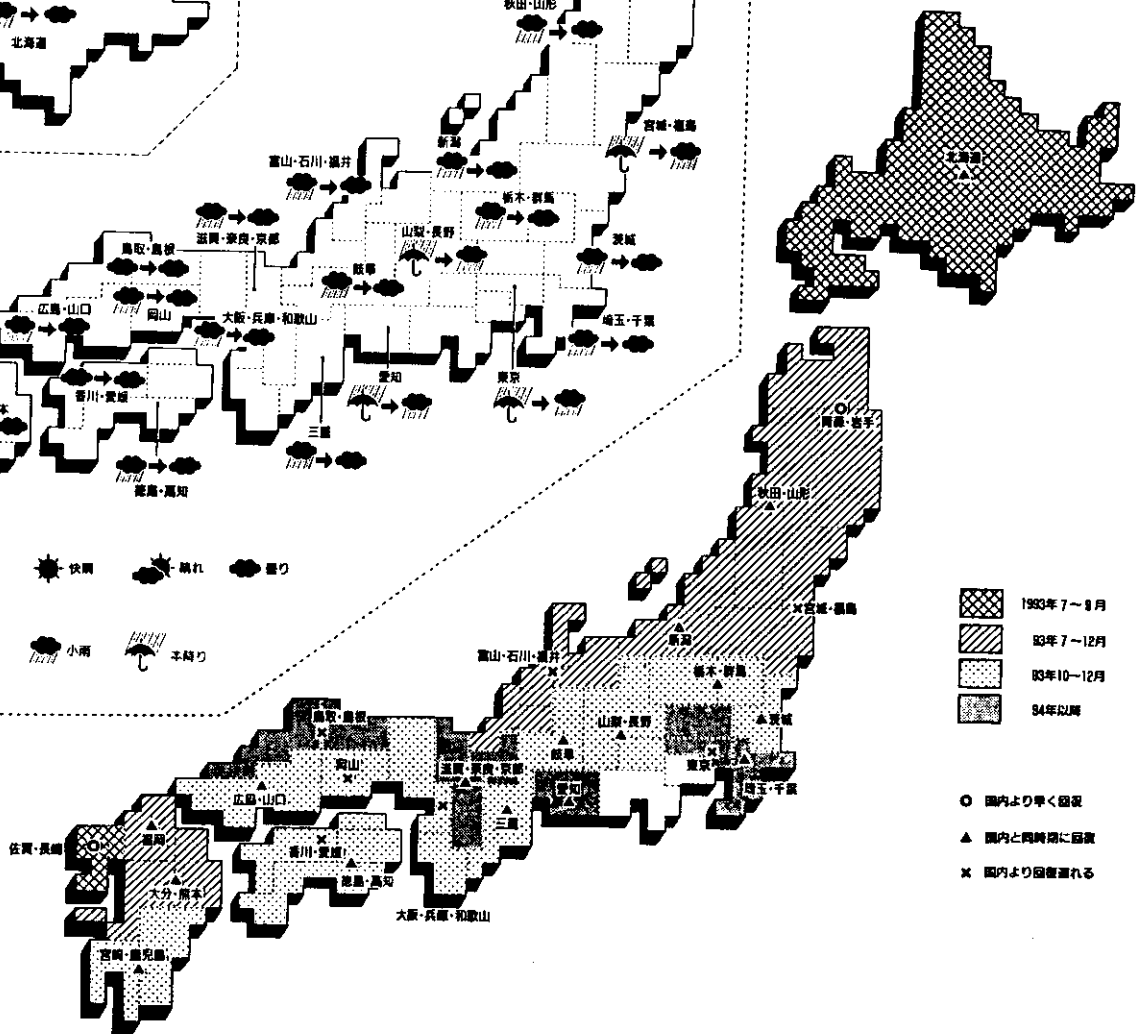 北海道
秋田・山形
宮城・福島
新潟
富山・石川・福井
栃木・群馬
滋賀・奈良・京都
山梨・長野
茨城
鳥取・島根
岐阜
広島・山口
岡山
大阪・兵庫・和歌山
埼玉・千葉
香川・愛媛
愛知
東京
本
三重
徳島・高知
快晴
晴れ
曇り
小雨
本降り
北海道
青森・岩手
秋田・山形
宮城・福島
新潟
富山・石川・福井
栃木・群馬
鳥取・島根
山梨・長野
茨城
岡山
滋賀・奈良・京都
岐阜
東京
広島・山口
愛知
埼玉・千葉
三重
福岡
佐賀・長崎
香川・愛媛
徳島・高知
大分・熊本
大阪・兵庫・和歌山
宮崎・鹿児島
1993年7〜9月
93年7〜12月
93年10〜12月
94年以降
国内より早く回復
国内と同時期に回復
国内より回復遅れる